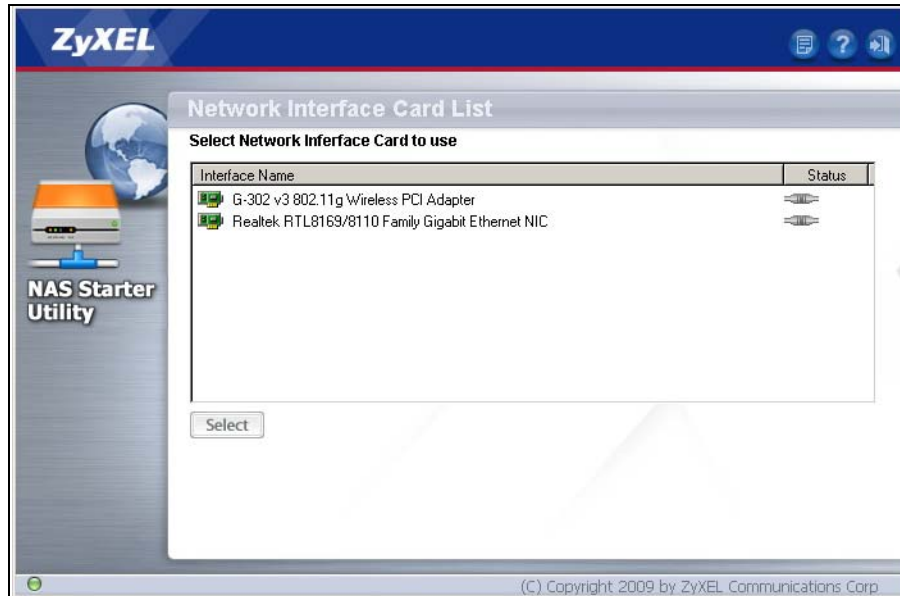 ZyXEL
Network Interface Card List
Select Network Inferface Card to use
Interface Name Status
G-302 v3 802.11g Wireless PCI Adapter
Realtek RTL8169/8110 Family Gigabit Ethernet NIC
NAS Starter
Utility
Select
(C) Copyright 2009 by ZyXEL Communications Corp